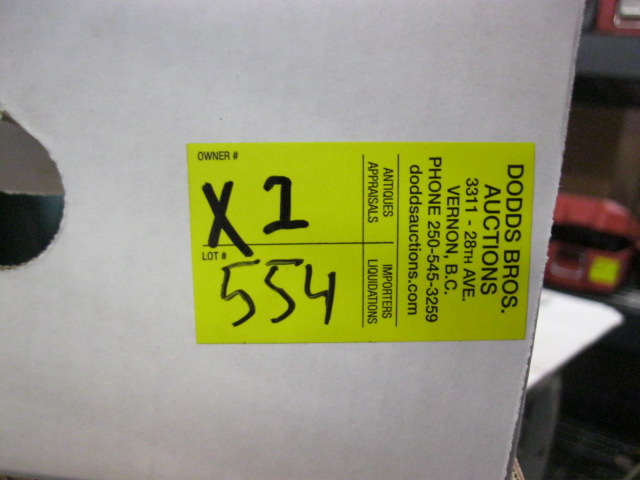 DODDS BROS.
AUCTIONS
3311 - 28TH AVE.
VERNON, B.C.
PHONE 250-545-3259
doddsauctions.com
ANTIQUES
APPRAISALS
IMPORTERS
LIQUIDATIONS
OWNER #
X 2
LOT #
554